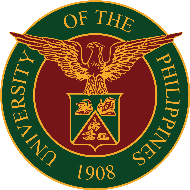 UNIVERSITY OF THE PHILIPPINES
1908